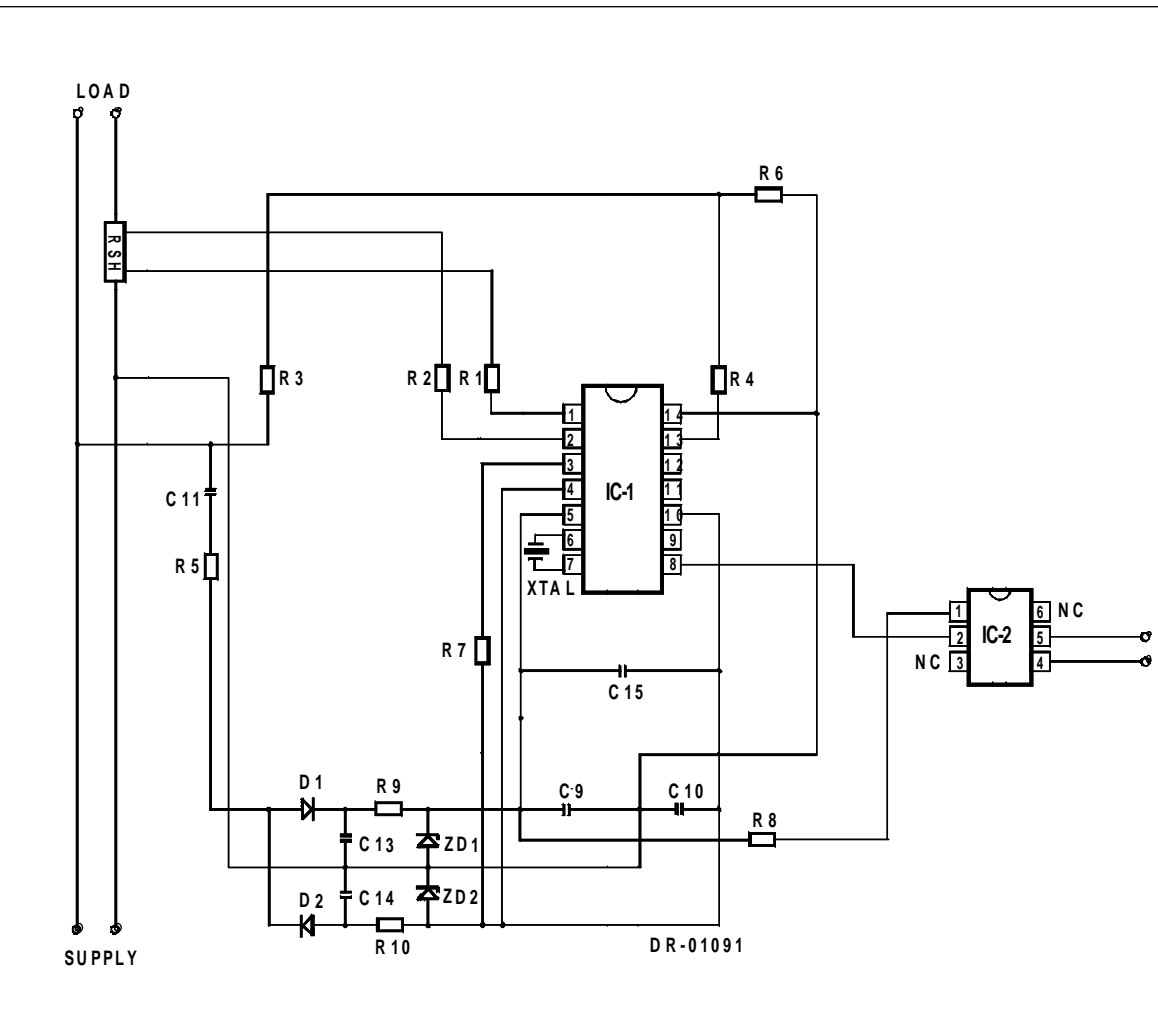 LOAD
R6
RSH
R3
R2
R1
R4
1
14
2
13
3
12
4
11
5
10
6
9
7
8
IC-1
C11
R5
XTAL
R7
C15
1
6
NC
2
5
NC
3
4
IC-2
D1
R9
C9
C10
R8
C13
ZD1
D2
C14
ZD2
R10
DR-01091
SUPPLY